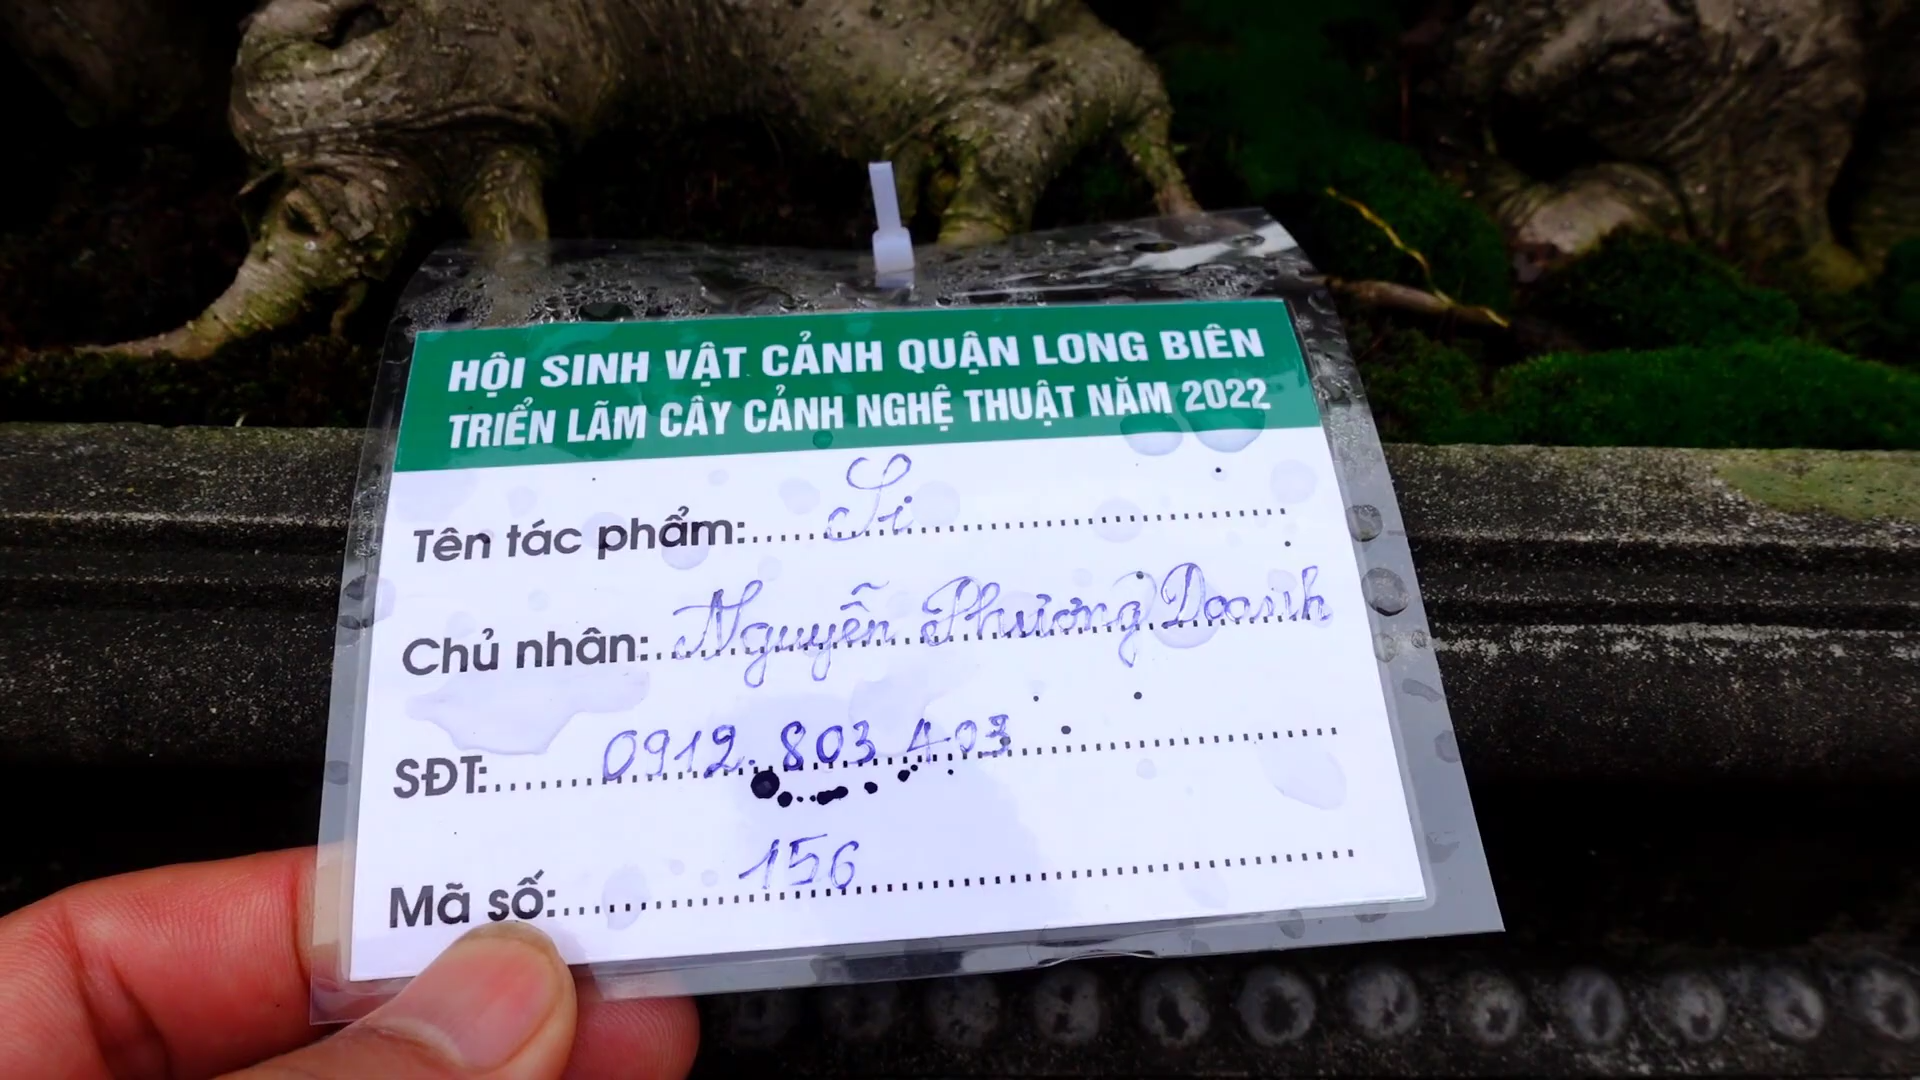 HỘI SINH VẬT CẢNH QUẬN LONG BIÊN
TRIỂN LÃM CÂY CẢNH NGHỆ THUẬT NĂM 2022
Tên tác phẩm: Si
Chủ nhân: Nguyễn Phương Doanh
SĐT: 0912.803 403
Mã số: 156